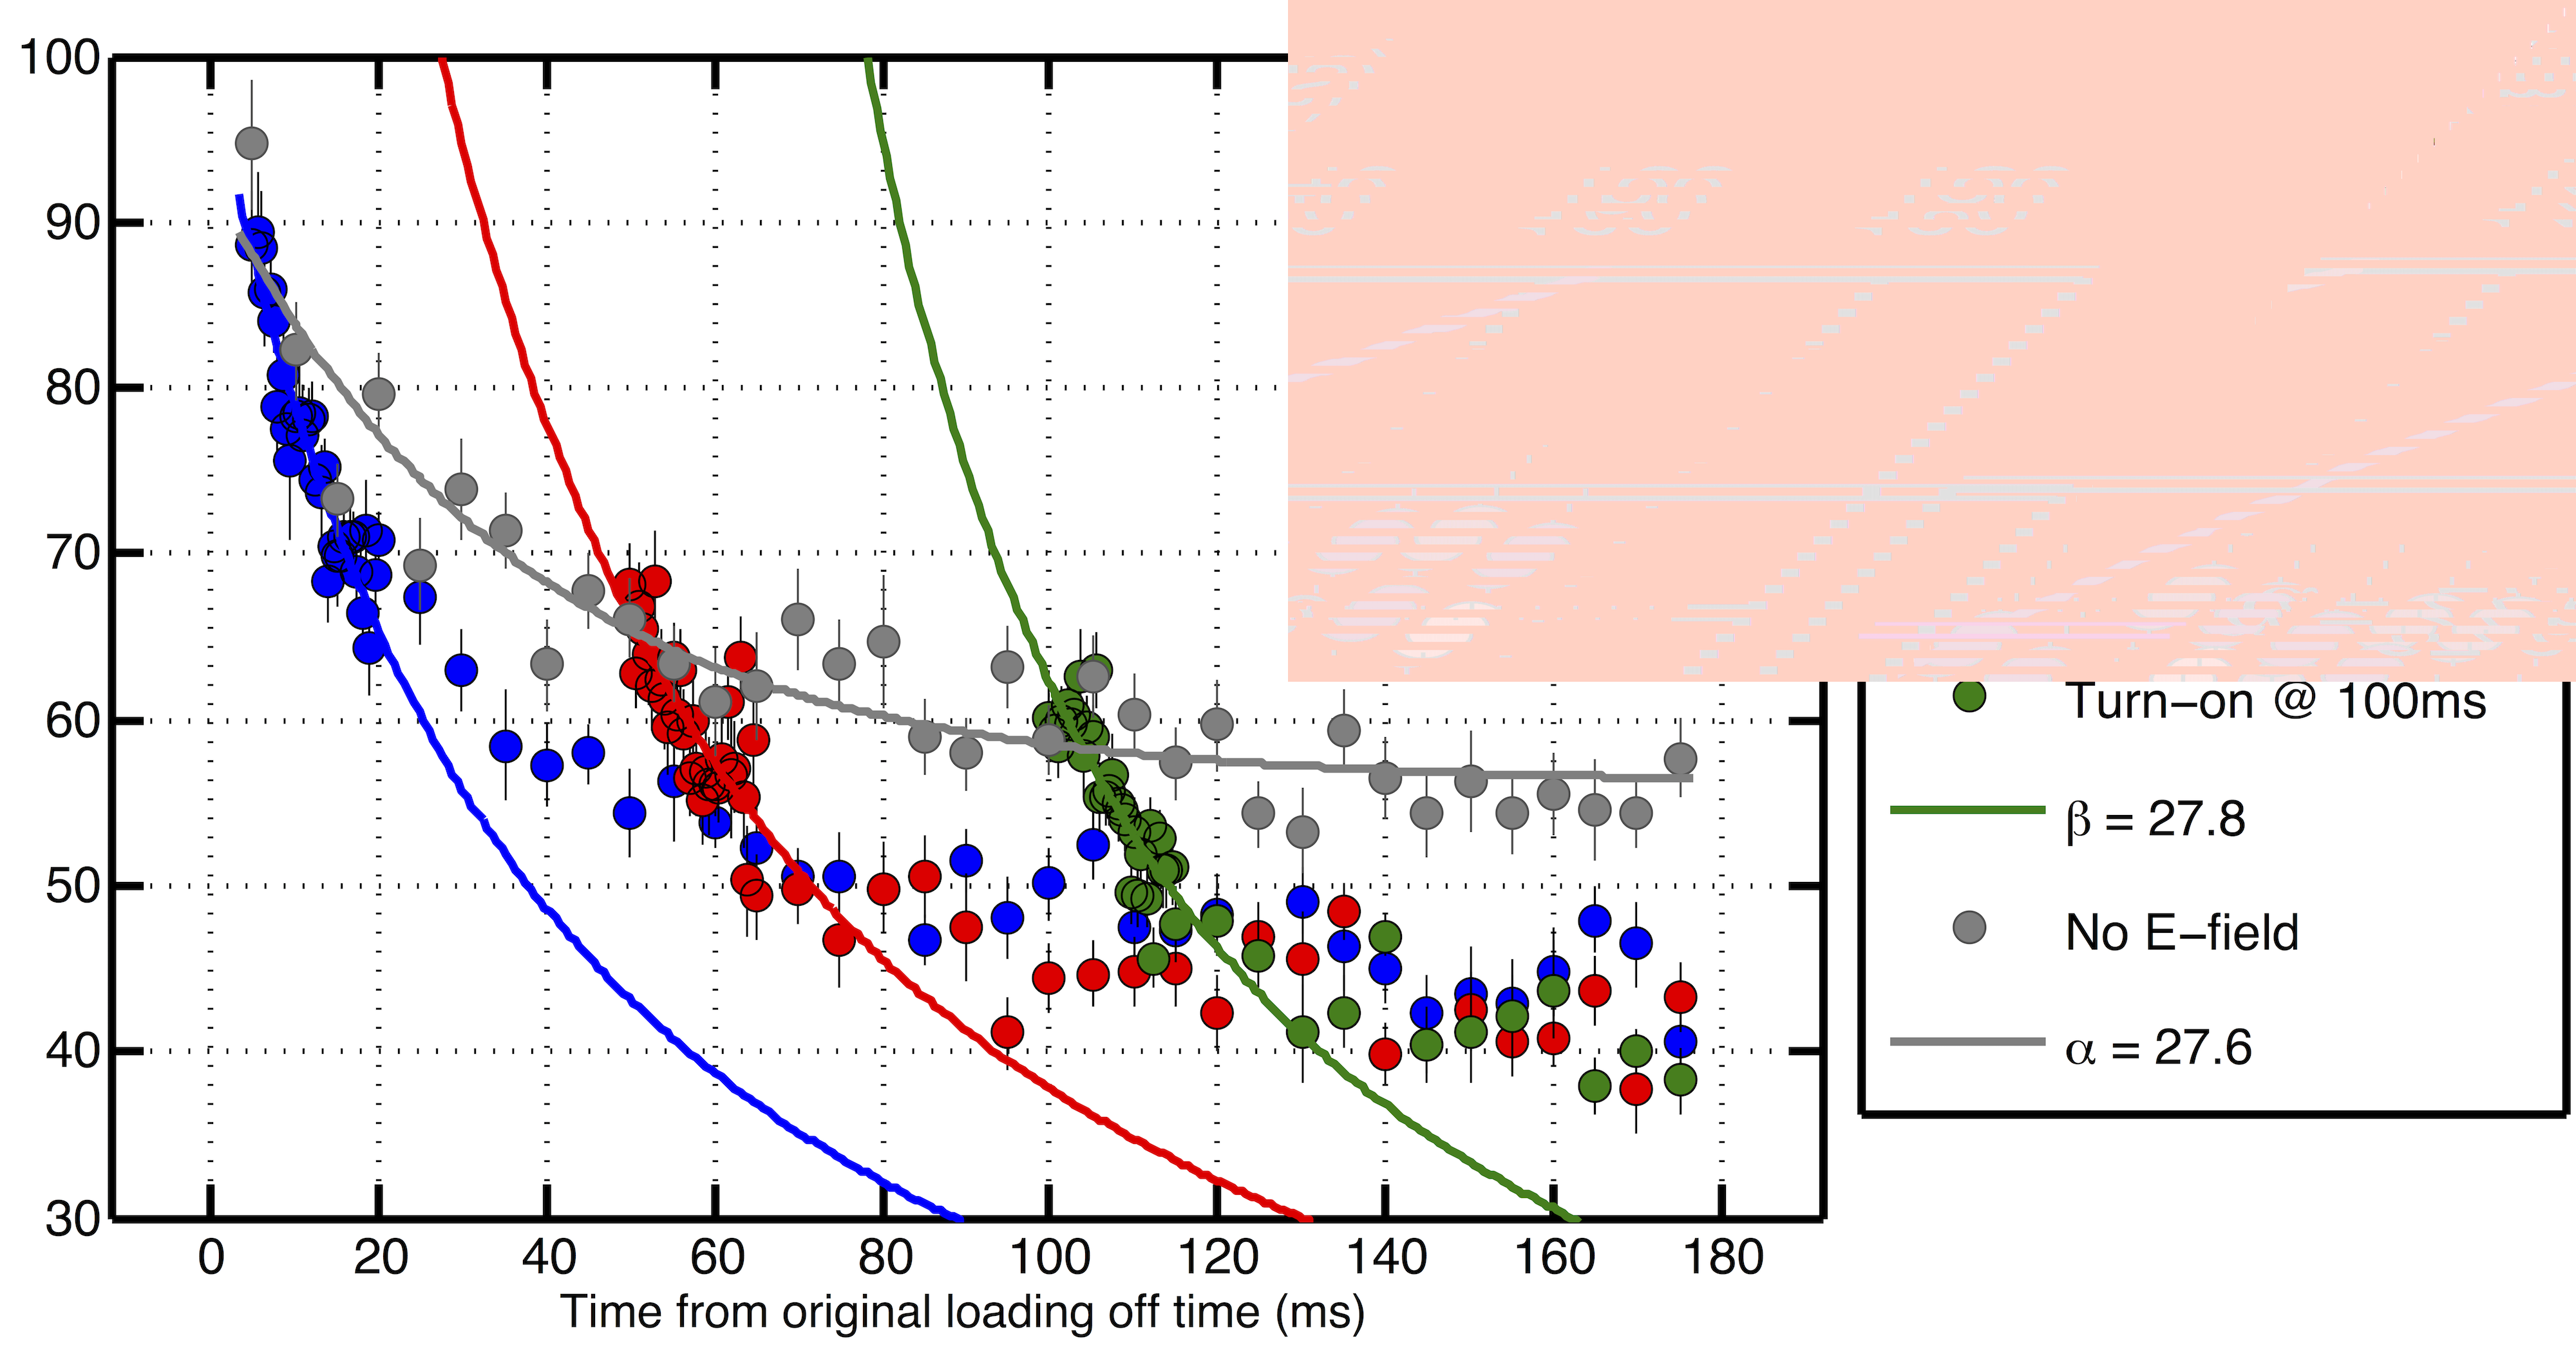 100
90
80
70
60
50
40
30
0 20 40 60 80 100 120 140 160 180
Time from original loading off time (ms)
Turn−on @ 100ms
β = 27.8
No E−field
α = 27.6